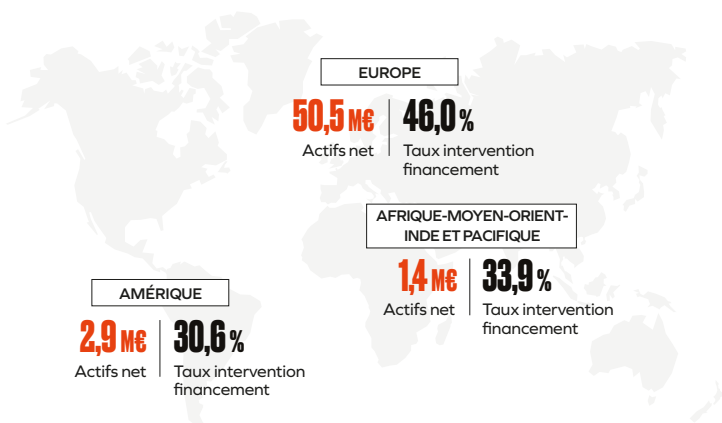 EUROPE
50,5 M€ 46,0 %
Actifs net Taux intervention
financement
AFRIQUE-MOYEN-ORIENT-
INDE ET PACIFIQUE
1,4 M€ 33,9 %
Actifs net Taux intervention
financement
AMÉRIQUE
2,9 M€ 30,6 %
Actifs net Taux intervention
financement